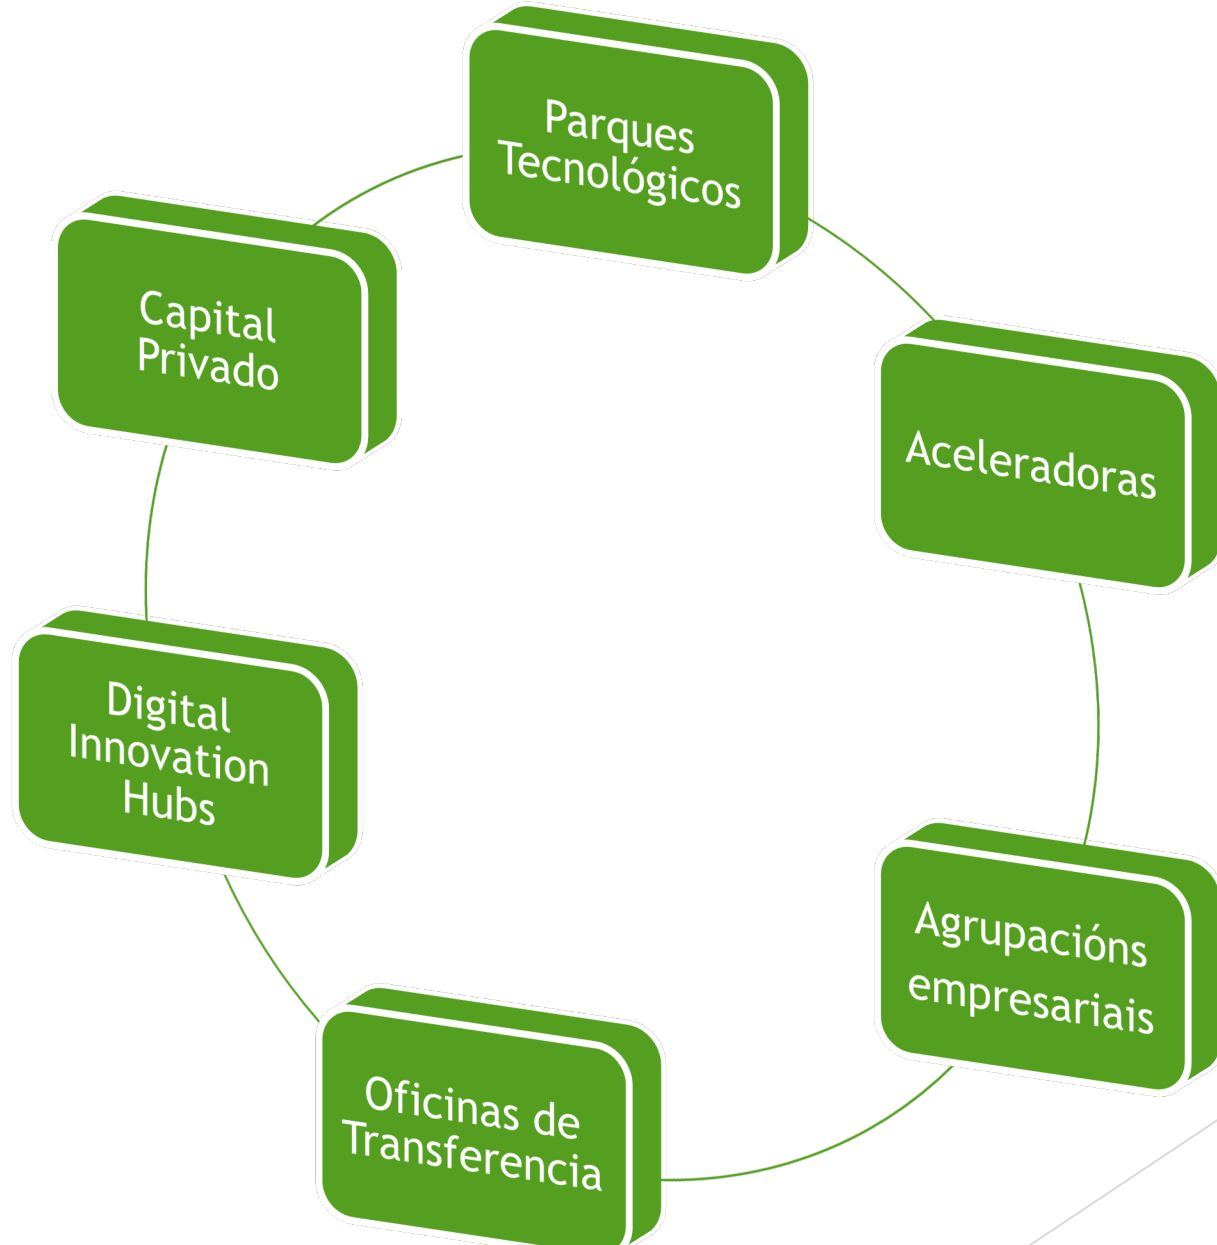 Parques
Tecnológicos
Aceleradoras
Agrupacións
empresariais
Oficinas de
Transferencia
Digital
Innovation
Hubs
Capital
Privado